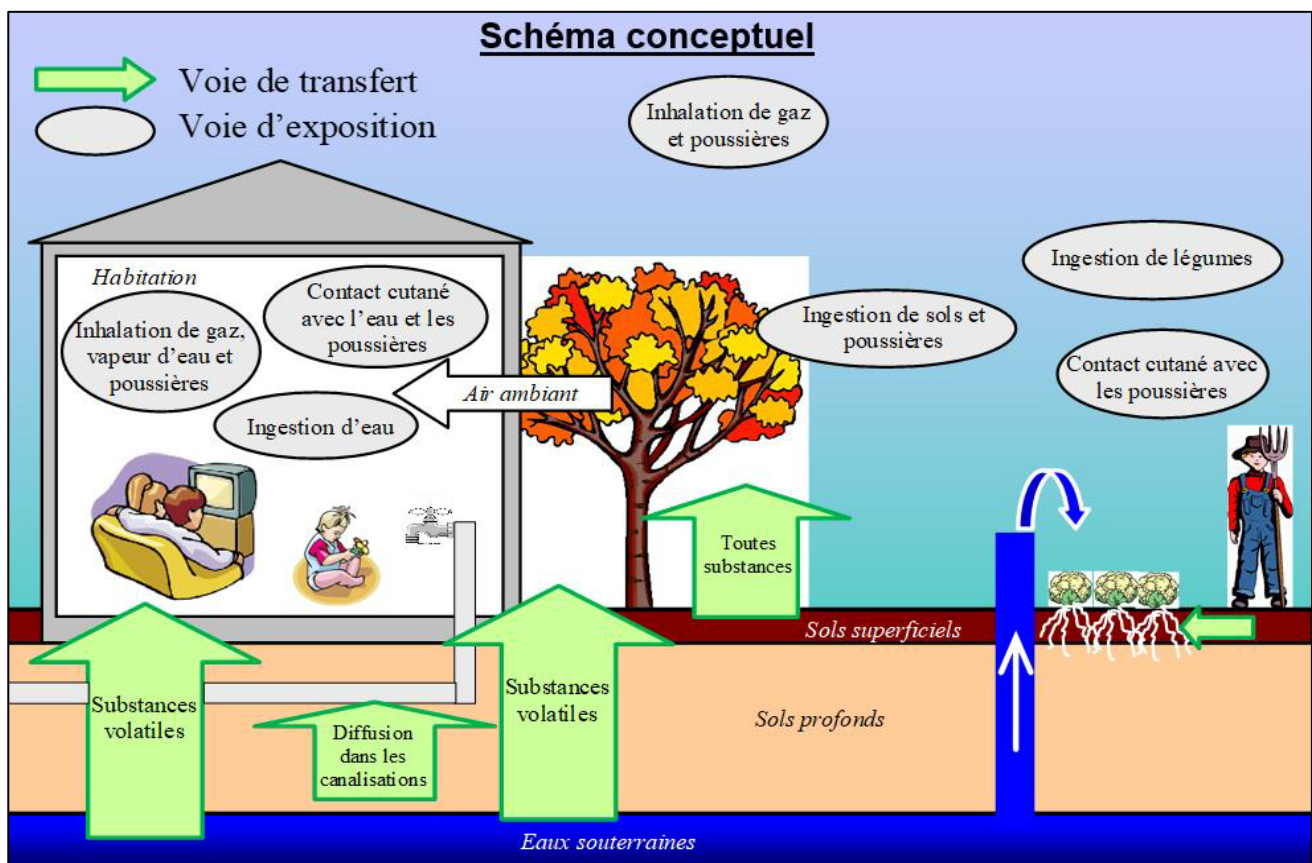 Schéma conceptuel
Voie de transfert
Voie d'exposition
Inhalation de gaz
et poussières
Habitation
Inhalation de gaz,
vapeur d'eau et
poussières
Contact cutané
avec l'eau et les
poussières
Ingestion d'eau
Air ambiant
Ingestion de sols et
poussières
Ingestion de légumes
Contact cutané avec
les poussières
Toutes
substances
Sols superficiels
Substances
volatiles
Diffusion
dans les
canalisations
Substances
volatiles
Sols profonds
Eaux souterraines